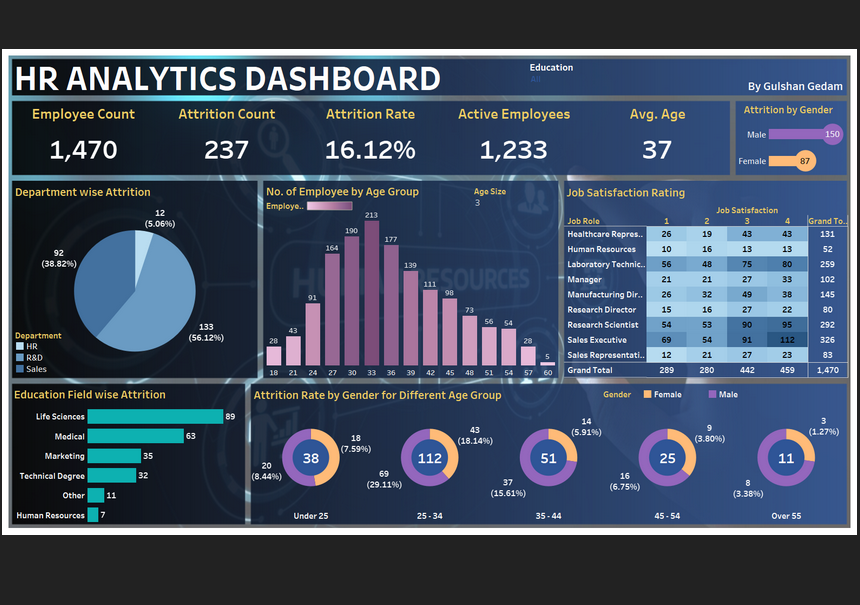 HR ANALYTICS DASHBOARD
Education
By Gulshan Gedam
Employee Count
Attrition Count
Attrition Rate
Active Employees
Avg. Age
1,470
237
16.12%
1,233
37
Attrition by Gender
Male 150
Female 87
Department wise Attrition
12
(5.06%)
92
(38.82%)
133
(56.12%)
Department
HR
R&D
Sales
No. of Employee by Age Group
Age Size
3
Employe..
28 43 91 164 190 213 177 139 111 98 56 54 28 5
18 21 24 27 30 33 36 39 42 45 48 51 54 57 60
Job Satisfaction Rating
Job Satisfaction
Job Role 1 2 3 4 Grand To..
Healthcare Repres.. 26 19 43 43 131
Human Resources 10 16 13 13 52
Laboratory Technic.. 56 48 75 80 259
Manager 21 21 27 33 102
Manufacturing Dir.. 26 32 49 38 145
Research Director 15 16 27 22 80
Research Scientist 54 53 90 95 292
Sales Executive 69 54 91 112 326
Sales Representati.. 12 21 27 23 83
Grand Total 289 280 442 459 1,470
Education Field wise Attrition
Life Sciences 89
Medical 63
Marketing 35
Technical Degree 32
Other 11
Human Resources 7
Attrition Rate by Gender for Different Age Group
Gender Female Male
38
18
(7.59%)
20
(8.44%)
Under 25
112
43
(18.14%)
69
(29.11%)
25 - 34
51
14
(5.91%)
37
(15.61%)
35 - 44
25
9
(3.80%)
16
(6.75%)
45 - 54
11
3
(1.27%)
8
(3.38%)
Over 55